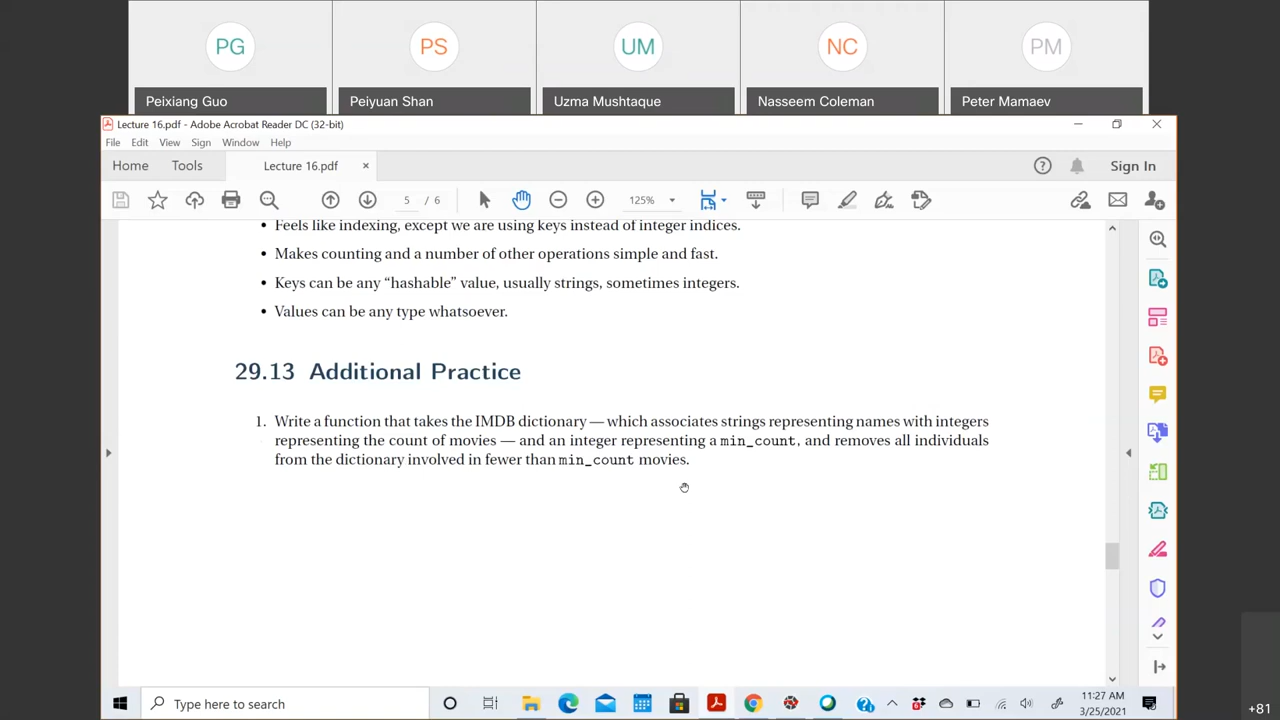 PG
PS
UM
NC
PM
Peixiang Guo
Peiyuan Shan
Uzma Mushtaque
Nasseem Coleman
Peter Mamaev
Lecture 16.pdf - Adobe Acrobat Reader DC (32-bit)
File Edit View Sign Window Help
Home Tools Lecture 16.pdf × Sign In
5 / 6 125%
• Feels like indexing, except we are using keys instead of integer indices.
• Makes counting and a number of other operations simple and fast.
• Keys can be any “hashable” value, usually strings, sometimes integers.
• Values can be any type whatsoever.
29.13 Additional Practice
1. Write a function that takes the IMDB dictionary — which associates strings representing names with integers
representing the count of movies — and an integer representing a min_count, and removes all individuals
from the dictionary involved in fewer than min_count movies.
Type here to search
11:27 AM
3/25/2021
+81